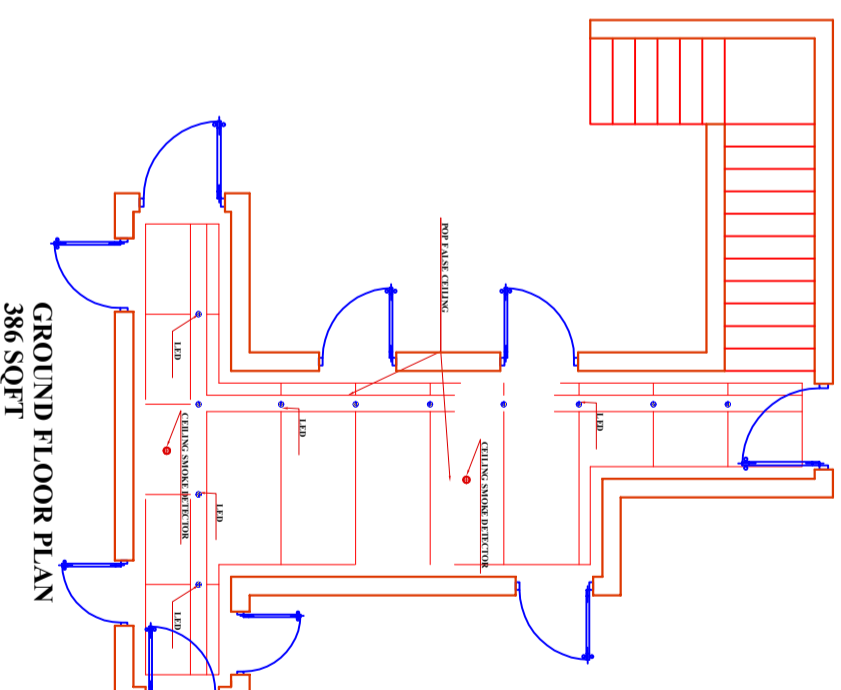 POP FALSE CEILING
LED
CEILING SMOKE DETECTOR
LED
LED
LED
CEILING SMOKE DETECTOR
LED
GROUND FLOOR PLAN
386 SQFT